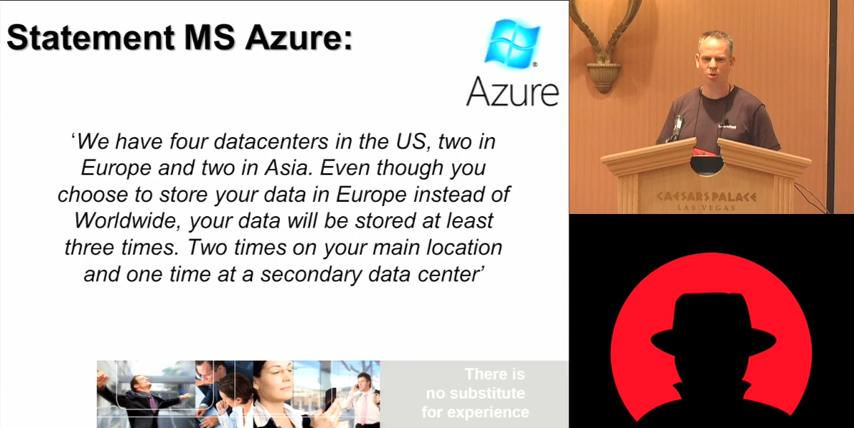 Statement MS Azure:
Azure
‘We have four datacenters in the US, two in
Europe and two in Asia. Even though you
choose to store your data in Europe instead of
Worldwide, your data will be stored at least
three times. Two times on your main location
and one time at a secondary data center’
There is
no substitute
for experience
CAESARS PALACE
LAS VEGAS